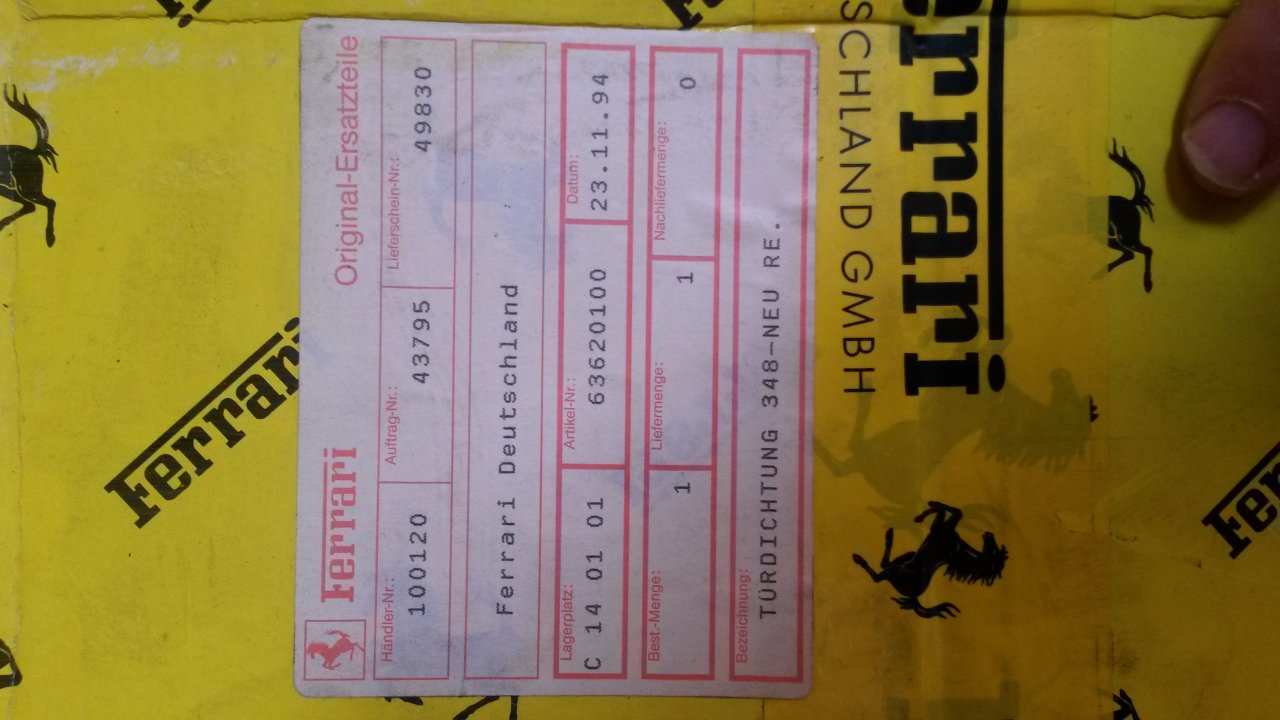 Ferrari Original-Ersatzteile
Händler-Nr.: Auftrag-Nr.: Lieferschein-Nr.:
100120 43795 49830
Ferrari Deutschland
Lagerplatz: Artikel-Nr.: Datum:
C 14 01 01 63620100 23.11.94
Best.-Menge: Liefermenge: Nachliefermenge:
1 1 0
Bezeichnung:
TÜRDICHTUNG 348-NEU RE.
errari
SCHLAND GMBH
Ferrari
Ferrari